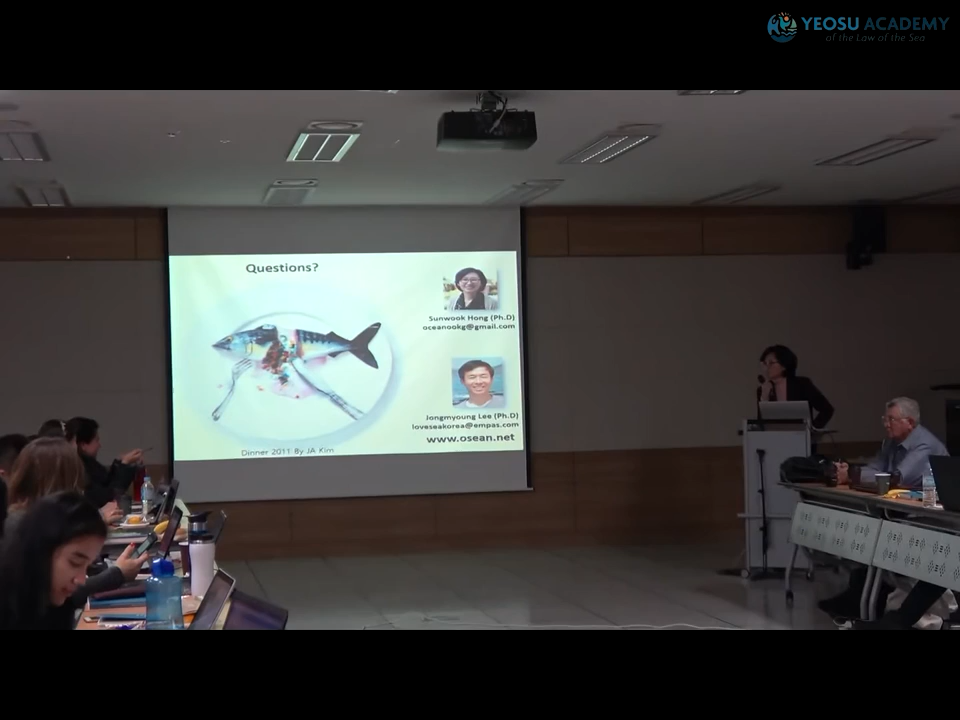 YEOSU ACADEMY
of the Law of the Sea
Questions?
Sunwook Hong (Ph.D)
oceanookg@gmail.com
Jongmyoung Lee (Ph.D)
loveseakorea@empas.com
www.osean.net
Dinner 2011 By JA Kim